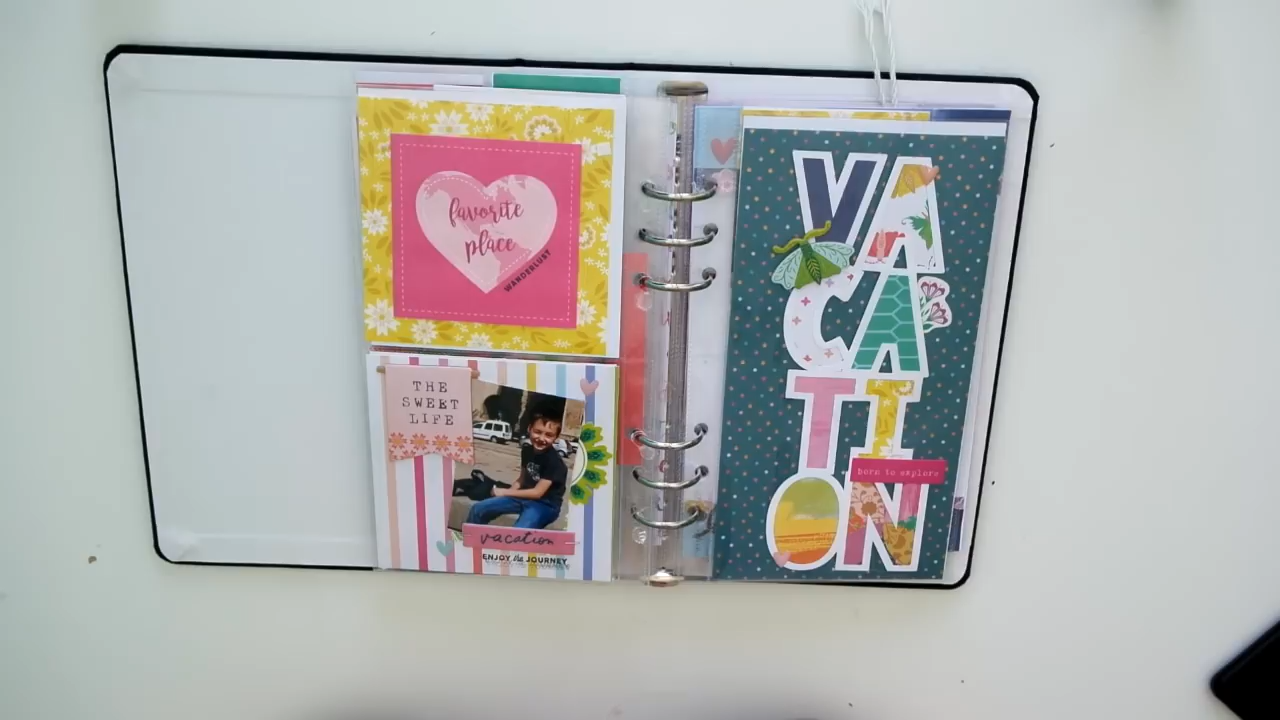 favorite
place
WANDERLUST
THE
SWEET
LIFE
vacation
ENJOY the JOURNEY
VA
CA
TI
born to explore
ON